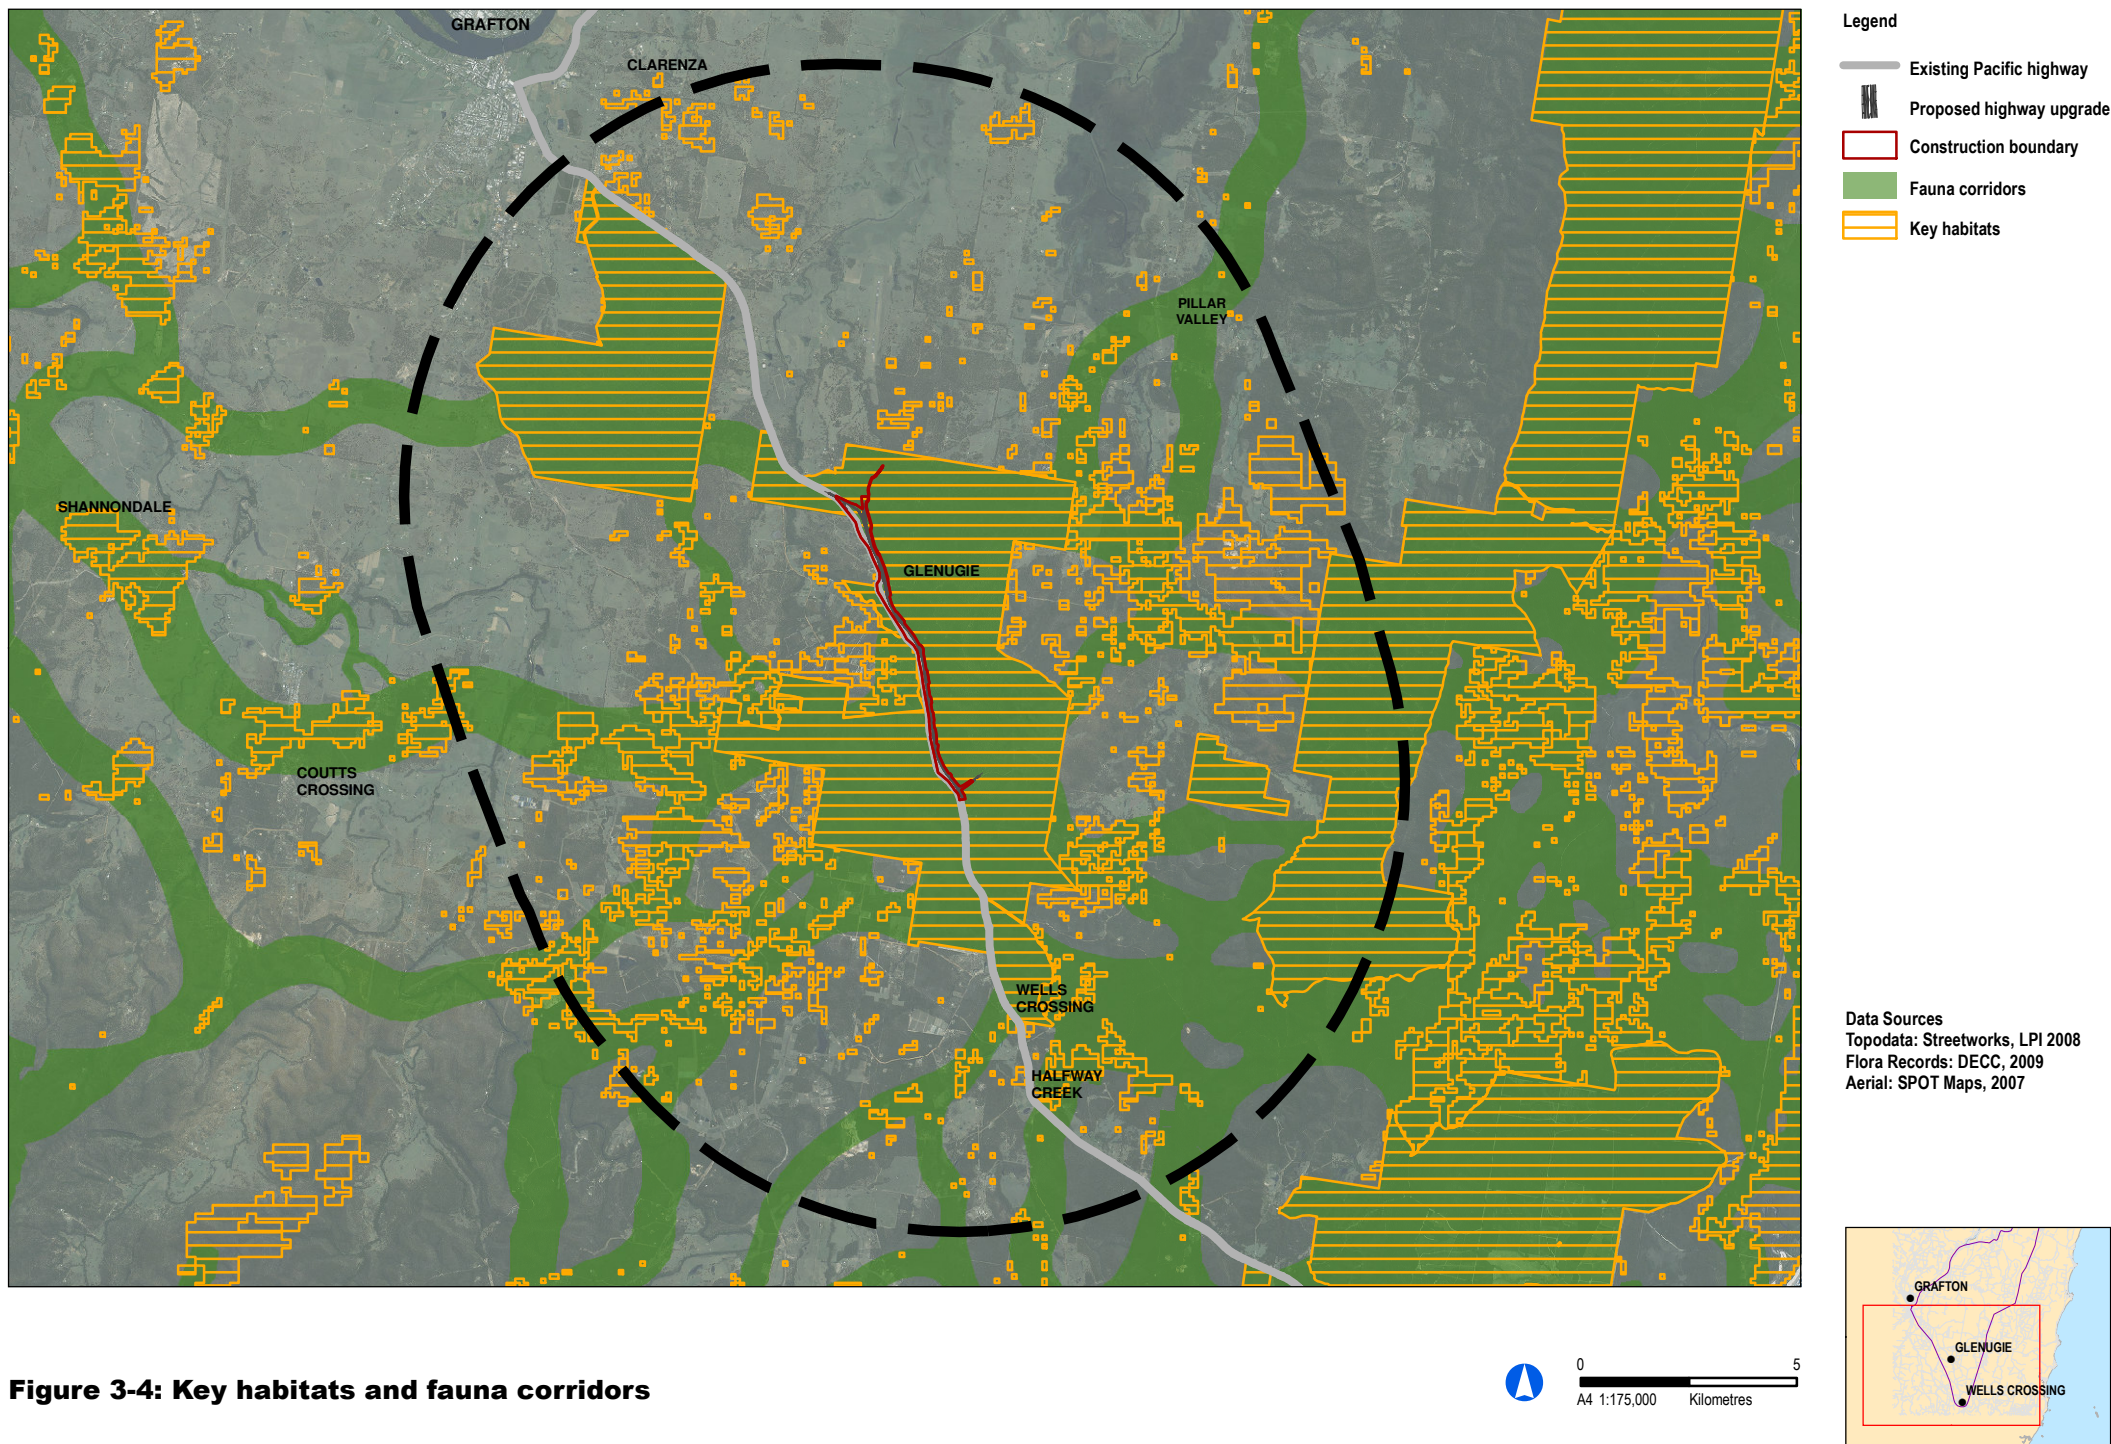 GRAFTON
CLARENZA
PILLAR
VALLEY
SHANNONDALE
GLENUGIE
COUTTS
CROSSING
WELLS
CROSSING
HALFWAY
CREEK
Legend
Existing Pacific highway
Proposed highway upgrade
Construction boundary
Fauna corridors
Key habitats
Data Sources
Topodata: Streetworks, LPI 2008
Flora Records: DECC, 2009
Aerial: SPOT Maps, 2007
GRAFTON
GLENUGIE
WELLS CROSSING
Figure 3-4: Key habitats and fauna corridors
0 5
A4 1:175,000 Kilometres